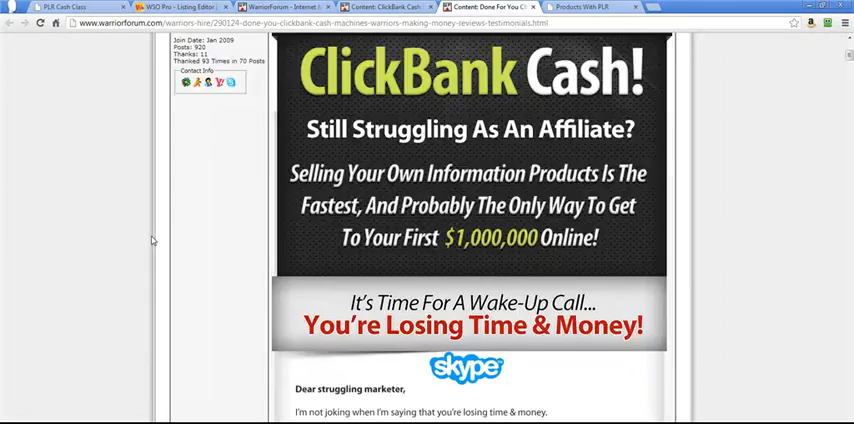 PLR Cash Class
WSO Pro - Listing Editor |
WarriorForum - Internet M
Content: ClickBank Cash
Content: Done For You Cl
Products With PLR
www.warriorforum.com/warriors-hire/290124-done-you-clickbank-cash-machines-warriors-making-money-reviews-testimonials.html
Join Date: Jan 2009
Posts: 920
Thanks: 11
Thanked 93 Times in 70 Posts
Contact Info
ClickBank Cash!
Still Struggling As An Affiliate?
Selling Your Own Information Products Is The
Fastest, And Probably The Only Way To Get
To Your First $1,000,000 Online!
It's Time For A Wake-Up Call...
You're Losing Time & Money!
skype
Dear struggling marketer,
I'm not joking when I'm saying that you're losing time & money.